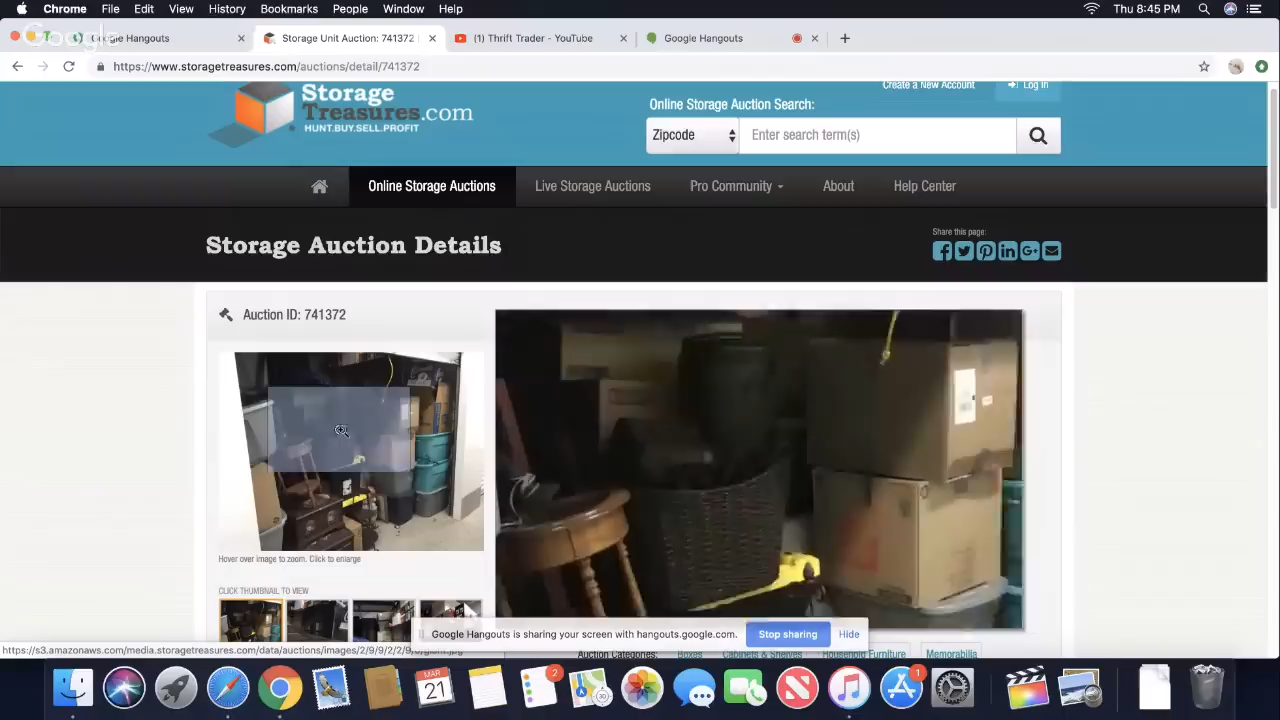 Chrome File Edit View History Bookmarks People Window Help Thu 8:45 PM
Google
Google Hangouts
Storage Unit Auction: 741372
(1) Thrift Trader - YouTube
Google Hangouts
https://www.storagetreasures.com/auctions/detail/741372
Create a New Account Log In
Storage
Treasures.com
HUNT.BUY.SELL.PROFIT
Online Storage Auction Search:
Zipcode Enter search term(s)
Online Storage Auctions Live Storage Auctions Pro Community About Help Center
Storage Auction Details
Share this page:
Auction ID: 741372
Hover over image to zoom. Click to enlarge
CLICK THUMBNAIL TO VIEW
Google Hangouts is sharing your screen with hangouts.google.com. Stop sharing Hide
Auction Categories: Boxes Cabinets & Shelves Household Furniture Memorabilia
MAR
21
2
1